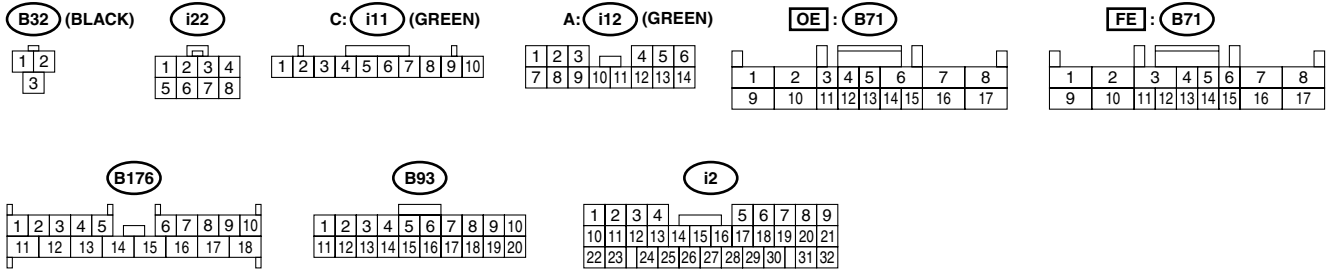 B32 (BLACK) i22 C: i11 (GREEN) A: i12 (GREEN) OE : B71 FE : B71
1 2
3
1 2 3 4
5 6 7 8
1 2 3 4 5 6 7 8 9 10
1 2 3 4 5 6
7 8 9 10 11 12 13 14
1 2 3 4 5 6 7 8
9 10 11 12 13 14 15 16 17
1 2 3 4 5 6 7 8
9 10 11 12 13 14 15 16 17
B176 B93 i2
1 2 3 4 5 6 7 8 9 10
11 12 13 14 15 16 17 18
1 2 3 4 5 6 7 8 9 10
11 12 13 14 15 16 17 18 19 20
1 2 3 4 5 6 7 8 9
10 11 12 13 14 15 16 17 18 19 20 21
22 23 24 25 26 27 28 29 30 31 32